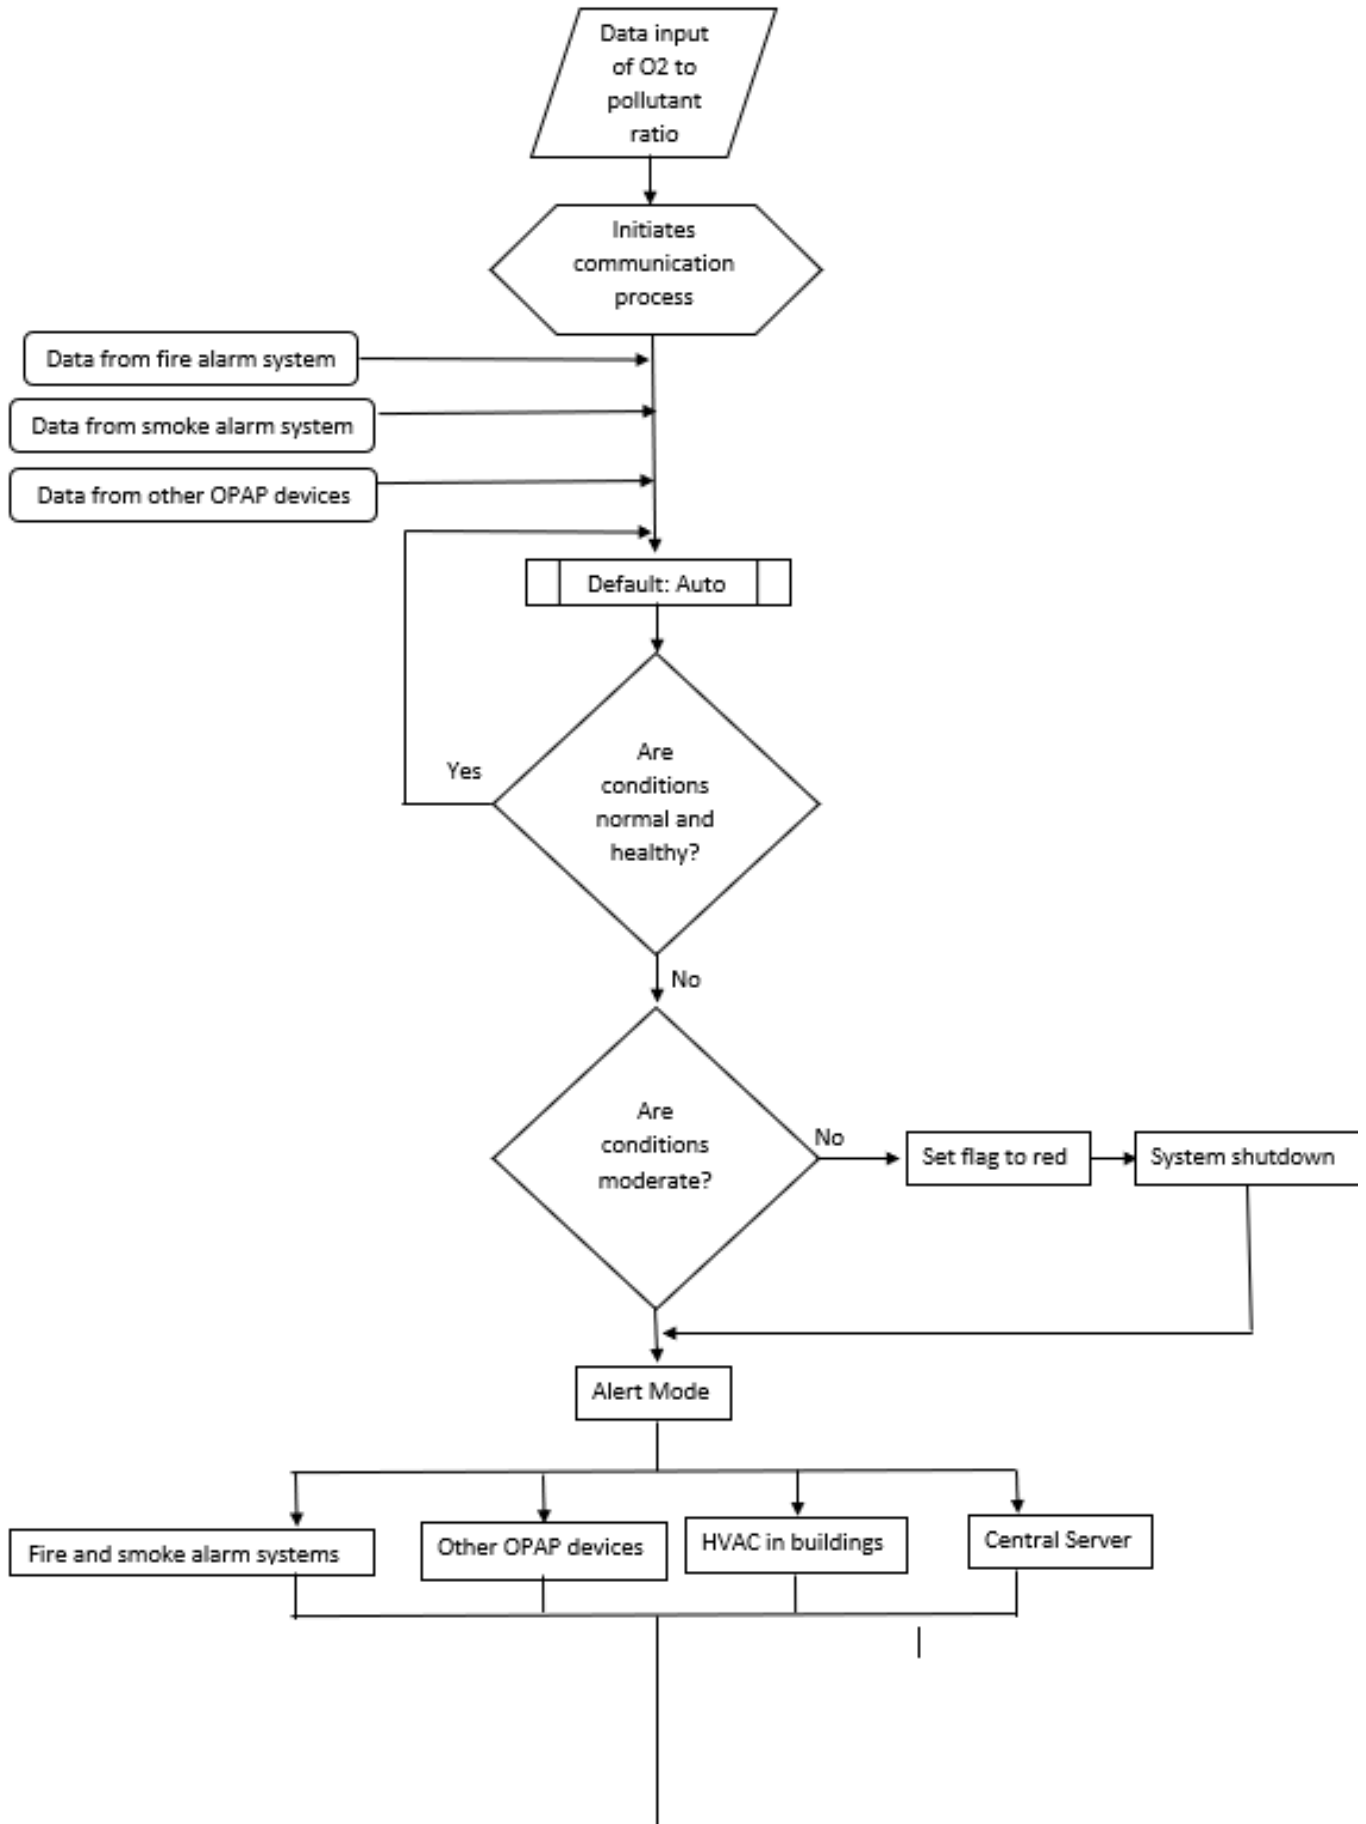 Data input
of O2 to
pollutant
ratio
Initiates
communication
process
Data from fire alarm system
Data from smoke alarm system
Data from other OPAP devices
Default: Auto
Are
conditions
normal and
healthy?
Yes
No
Are
conditions
moderate?
No
Set flag to red
System shutdown
Alert Mode
Fire and smoke alarm systems
Other OPAP devices
HVAC in buildings
Central Server